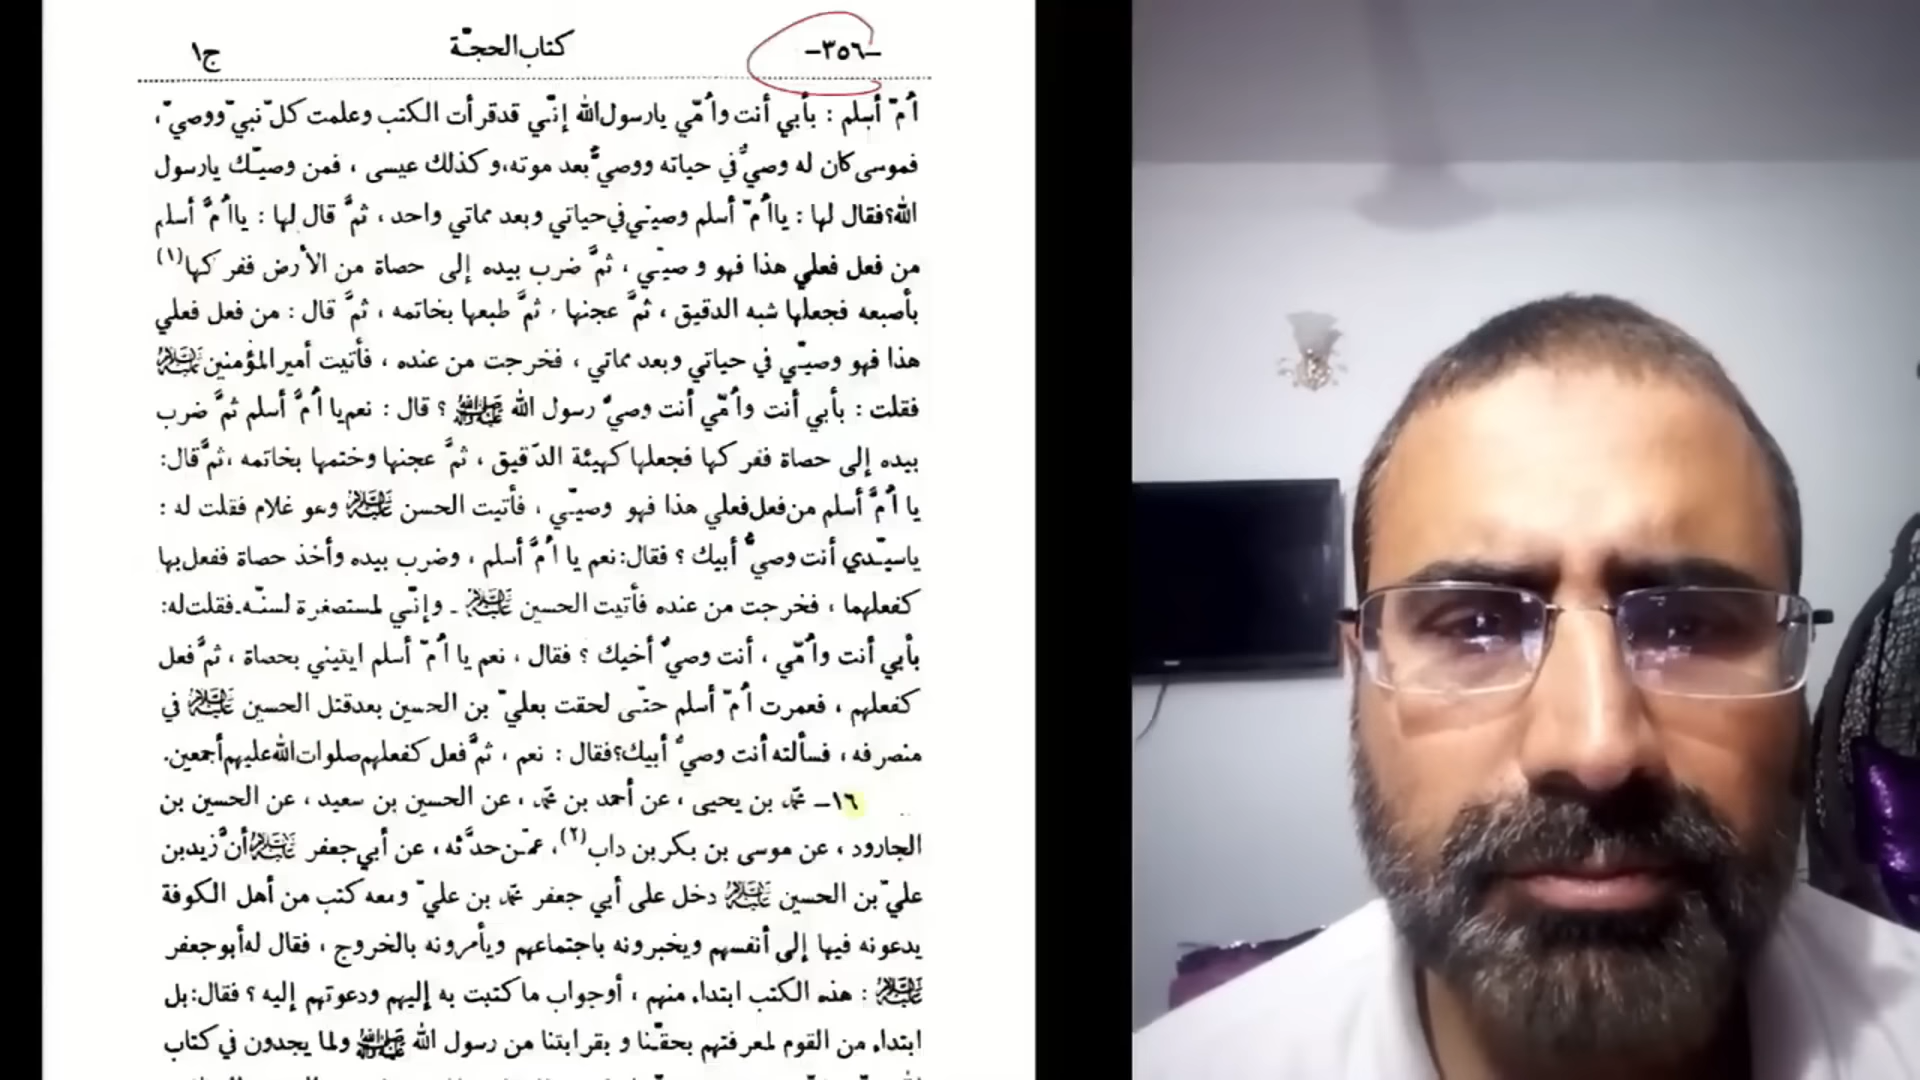 -٣٥٦- كتاب الحجّة ج١
اُمّ أسلم : بأبي أنت واُمّي يارسول الله إنّي قدقرأت الكتب وعلمت كلّ نبيّ ووصيّ،
فموسى كان له وصيٌّ في حياته ووصيٌّ بعد موته، وكذلك عيسى ، فمن وصيّك يارسول
الله؟ فقال لها : يا اُمّ أسلم وصيّي في حياتي وبعد مماتي واحد ، ثمَّ قال لها : يا اُمَّ أسلم
من فعل فعلي هذا فهو وصيّي ، ثمَّ ضرب بيده إلى حصاة من الأرض ففركها(١)
بأصبعه فجعلها شبه الدقيق ، ثمَّ عجنها ، ثمَّ طبعها بخاتمه ، ثمَّ قال : من فعل فعلي
هذا فهو وصيّي في حياتي وبعد مماتي ، فخرجت من عنده ، فأتيت أمير المؤمنين عليه السلام
فقلت : بأبي أنت واُمّي أنت وصيُّ رسول الله صلى الله عليه وآله ؟ قال : نعم يا اُمَّ أسلم ثمَّ ضرب
بيده إلى حصاة ففركها فجعلها كهيئة الدّقيق ، ثمَّ عجنها وختمها بخاتمه ، ثمَّ قال:
يا اُمَّ أسلم من فعل فعلي هذا فهو وصيّي ، فأتيت الحسن عليه السلام وهو غلام فقلت له :
ياسيّدي أنت وصيُّ أبيك ؟ فقال: نعم يا اُمَّ أسلم ، وضرب بيده وأخذ حصاة ففعل بها
كفعلهما ، فخرجت من عنده فأتيت الحسين عليه السلام ـ وإنّي لمستصغرة لسنّه ـ فقلت له:
بأبي أنت واُمّي ، أنت وصيُّ أخيك ؟ فقال ، نعم يا اُمّ أسلم ايتيني بحصاة ، ثمَّ فعل
كفعلهم ، فعمرت اُمّ أسلم حتّى لحقت بعليّ بن الحسين بعد قتل الحسين عليه السلام في
منصرفه ، فسألته أنت وصيُّ أبيك؟ فقال : نعم ، ثمَّ فعل كفعلهم صلوات الله عليهم أجمعين.
١٦ـ محمّد بن يحيى ، عن أحمد بن محمّد ، عن الحسين بن سعيد ، عن الحسين بن
الجارود ، عن موسى بن بكر بن داب(٢)، عمّن حدَّثه ، عن أبي جعفر عليه السلام أنَّ زيد بن
عليّ بن الحسين عليه السلام دخل على أبي جعفر محمّد بن عليّ ومعه كتب من أهل الكوفة
يدعونه فيها إلى أنفسهم ويخبرونه باجتماعهم ويأمرونه بالخروج ، فقال له أبو جعفر
عليه السلام : هذه الكتب ابتداء منهم ، أو جواب ما كتبت به إليهم ودعوتهم إليه ؟ فقال: بل
ابتداء من القوم لمعرفتهم بحقّنا و بقرابتنا من رسول الله صلى الله عليه وآله ولما يجدون في كتاب